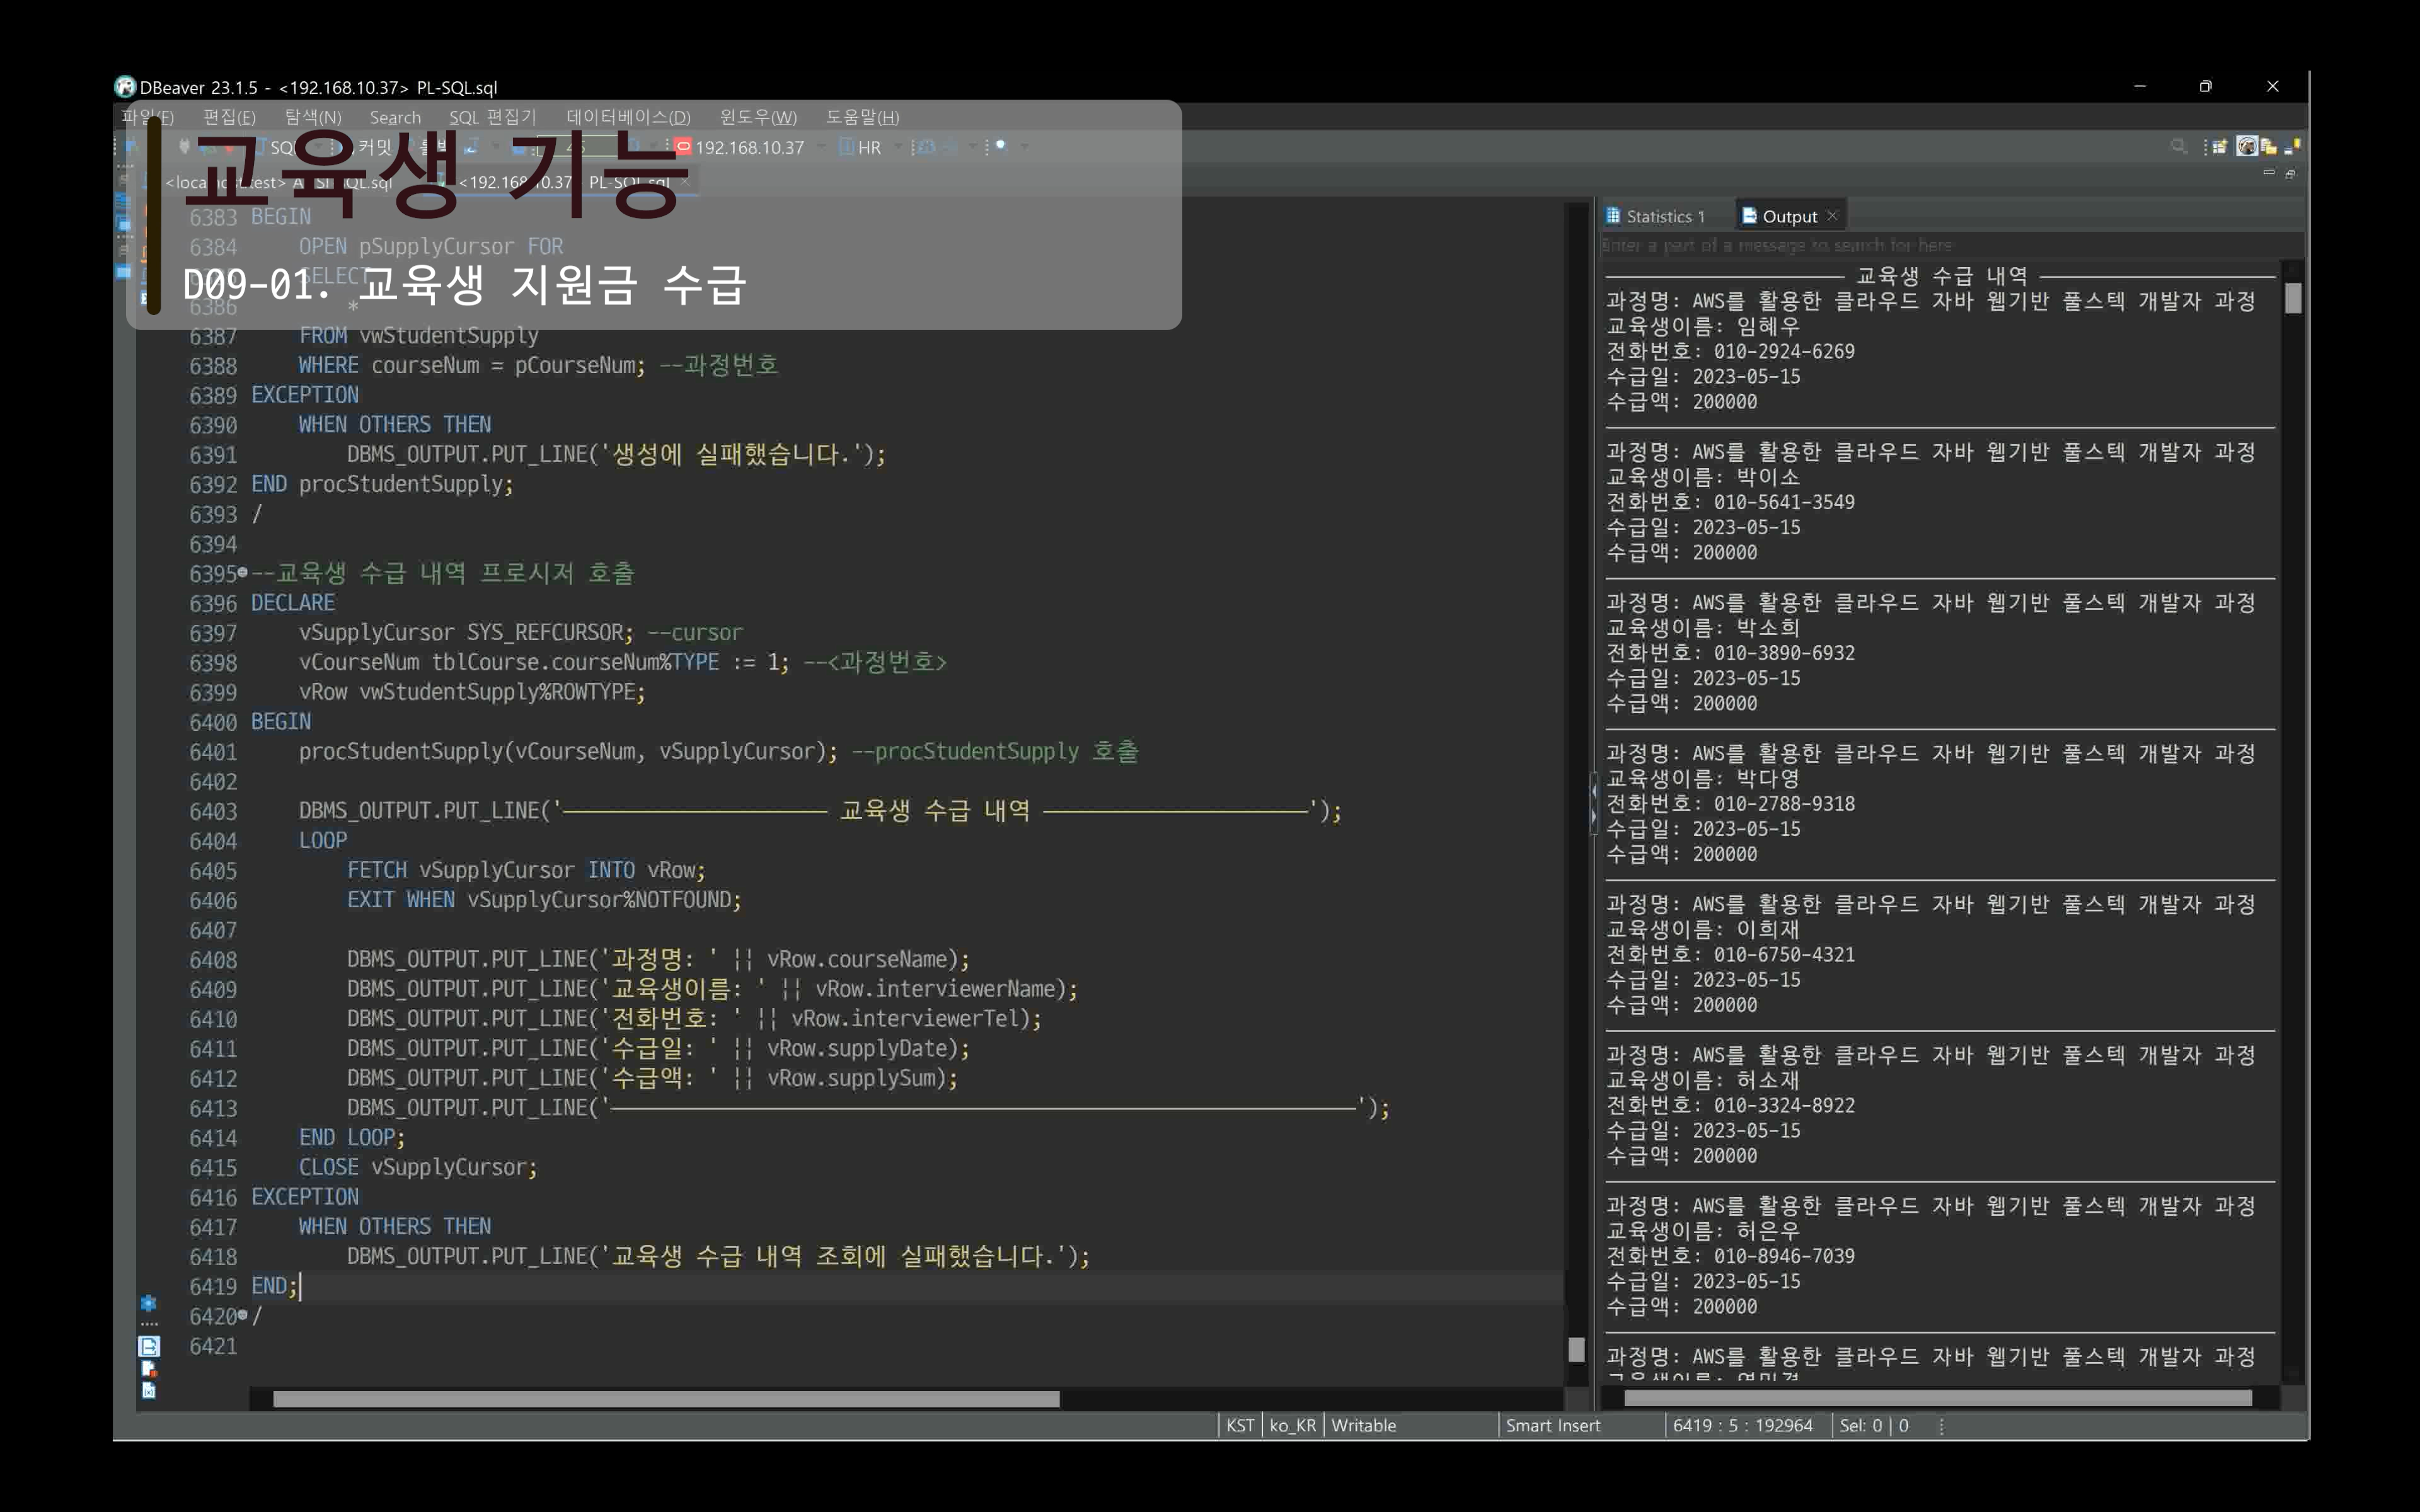 DBeaver 23.1.5 - <192.168.10.37> PL-SQL.sql
파일(F) 편집(E) 탐색(N) Search SQL 편집기 데이터베이스(D) 윈도우(W) 도움말(H)
교육생 기능
커밋 192.168.10.37 HR
<192.168.10.37> PL-SQL.sql
D09-01. 교육생 지원금 수급
6383 BEGIN
6384 OPEN pSupplyCursor FOR
SELECT
6386 *
6387 FROM vwStudentSupply
6388 WHERE courseNum = pCourseNum; --과정번호
6389 EXCEPTION
6390 WHEN OTHERS THEN
6391 DBMS_OUTPUT.PUT_LINE('생성에 실패했습니다.');
6392 END procStudentSupply;
6393 /
6394
6395 --교육생 수급 내역 프로시저 호출
6396 DECLARE
6397 vSupplyCursor SYS_REFCURSOR; --cursor
6398 vCourseNum tblCourse.courseNum%TYPE := 1; --<과정번호>
6399 vRow vwStudentSupply%ROWTYPE;
6400 BEGIN
6401 procStudentSupply(vCourseNum, vSupplyCursor); --procStudentSupply 호출
6402
6403 DBMS_OUTPUT.PUT_LINE('────────────────────── 교육생 수급 내역 ──────────────────────');
6404 LOOP
6405 FETCH vSupplyCursor INTO vRow;
6406 EXIT WHEN vSupplyCursor%NOTFOUND;
6407
6408 DBMS_OUTPUT.PUT_LINE('과정명: ' || vRow.courseName);
6409 DBMS_OUTPUT.PUT_LINE('교육생이름: ' || vRow.interviewerName);
6410 DBMS_OUTPUT.PUT_LINE('전화번호: ' || vRow.interviewerTel);
6411 DBMS_OUTPUT.PUT_LINE('수급일: ' || vRow.supplyDate);
6412 DBMS_OUTPUT.PUT_LINE('수급액: ' || vRow.supplySum);
6413 DBMS_OUTPUT.PUT_LINE('──────────────────────────────────────────────────────────────');
6414 END LOOP;
6415 CLOSE vSupplyCursor;
6416 EXCEPTION
6417 WHEN OTHERS THEN
6418 DBMS_OUTPUT.PUT_LINE('교육생 수급 내역 조회에 실패했습니다.');
6419 END;
6420 /
6421
Statistics 1 Output
Enter a part of a message to search for here
교육생 수급 내역
과정명: AWS를 활용한 클라우드 자바 웹기반 풀스텍 개발자 과정
교육생이름: 임혜우
전화번호: 010-2924-6269
수급일: 2023-05-15
수급액: 200000
과정명: AWS를 활용한 클라우드 자바 웹기반 풀스텍 개발자 과정
교육생이름: 박이소
전화번호: 010-5641-3549
수급일: 2023-05-15
수급액: 200000
과정명: AWS를 활용한 클라우드 자바 웹기반 풀스텍 개발자 과정
교육생이름: 박소희
전화번호: 010-3890-6932
수급일: 2023-05-15
수급액: 200000
과정명: AWS를 활용한 클라우드 자바 웹기반 풀스텍 개발자 과정
교육생이름: 박다영
전화번호: 010-2788-9318
수급일: 2023-05-15
수급액: 200000
과정명: AWS를 활용한 클라우드 자바 웹기반 풀스텍 개발자 과정
교육생이름: 이희재
전화번호: 010-6750-4321
수급일: 2023-05-15
수급액: 200000
과정명: AWS를 활용한 클라우드 자바 웹기반 풀스텍 개발자 과정
교육생이름: 허소재
전화번호: 010-3324-8922
수급일: 2023-05-15
수급액: 200000
과정명: AWS를 활용한 클라우드 자바 웹기반 풀스텍 개발자 과정
교육생이름: 허은우
전화번호: 010-8946-7039
수급일: 2023-05-15
수급액: 200000
과정명: AWS를 활용한 클라우드 자바 웹기반 풀스텍 개발자 과정
KST ko_KR Writable Smart Insert 6419 : 5 : 192964 Sel: 0 | 0